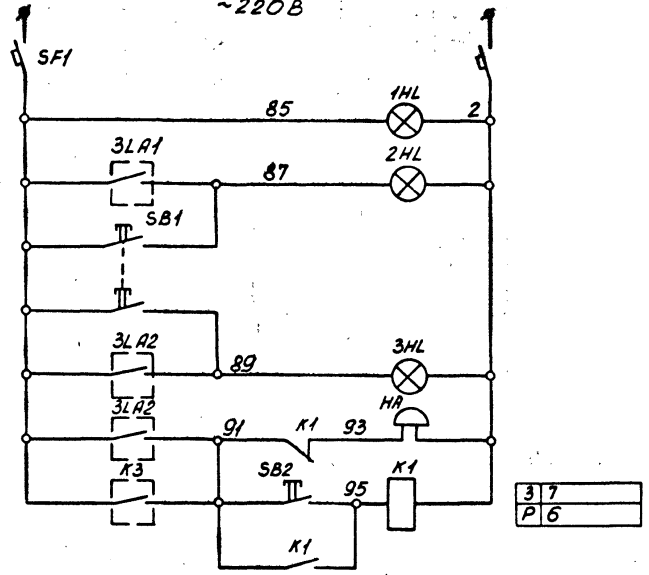 ~220В
SF1
1HL
85
2
3LA1
2HL
87
SB1
3LA2
3HL
89
3LA2
HA
91
K1
93
K3
SB2
K1
95
K1
3 7
P 6